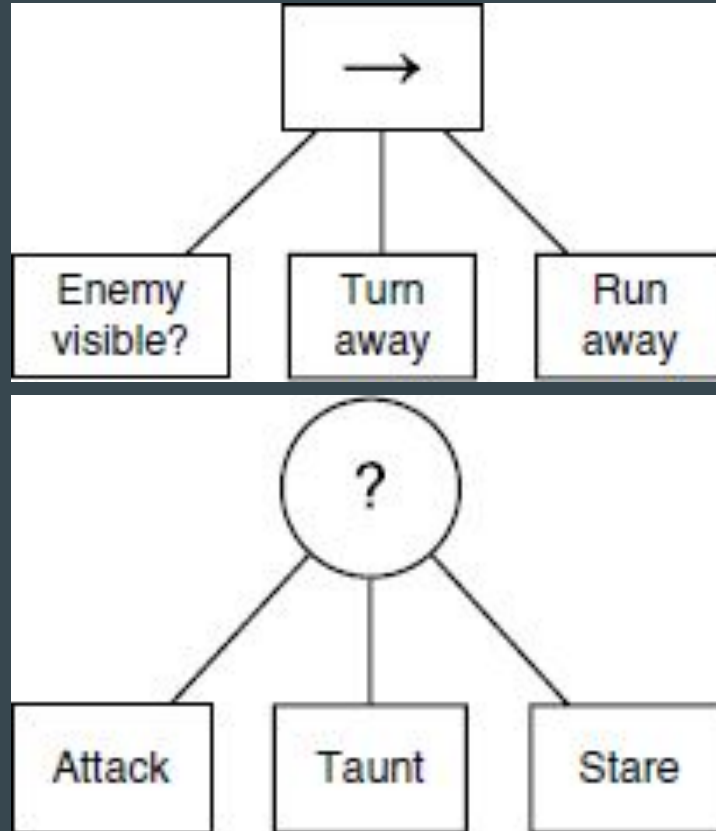 →
Enemy
visible?
Turn
away
Run
away
?
Attack
Taunt
Stare